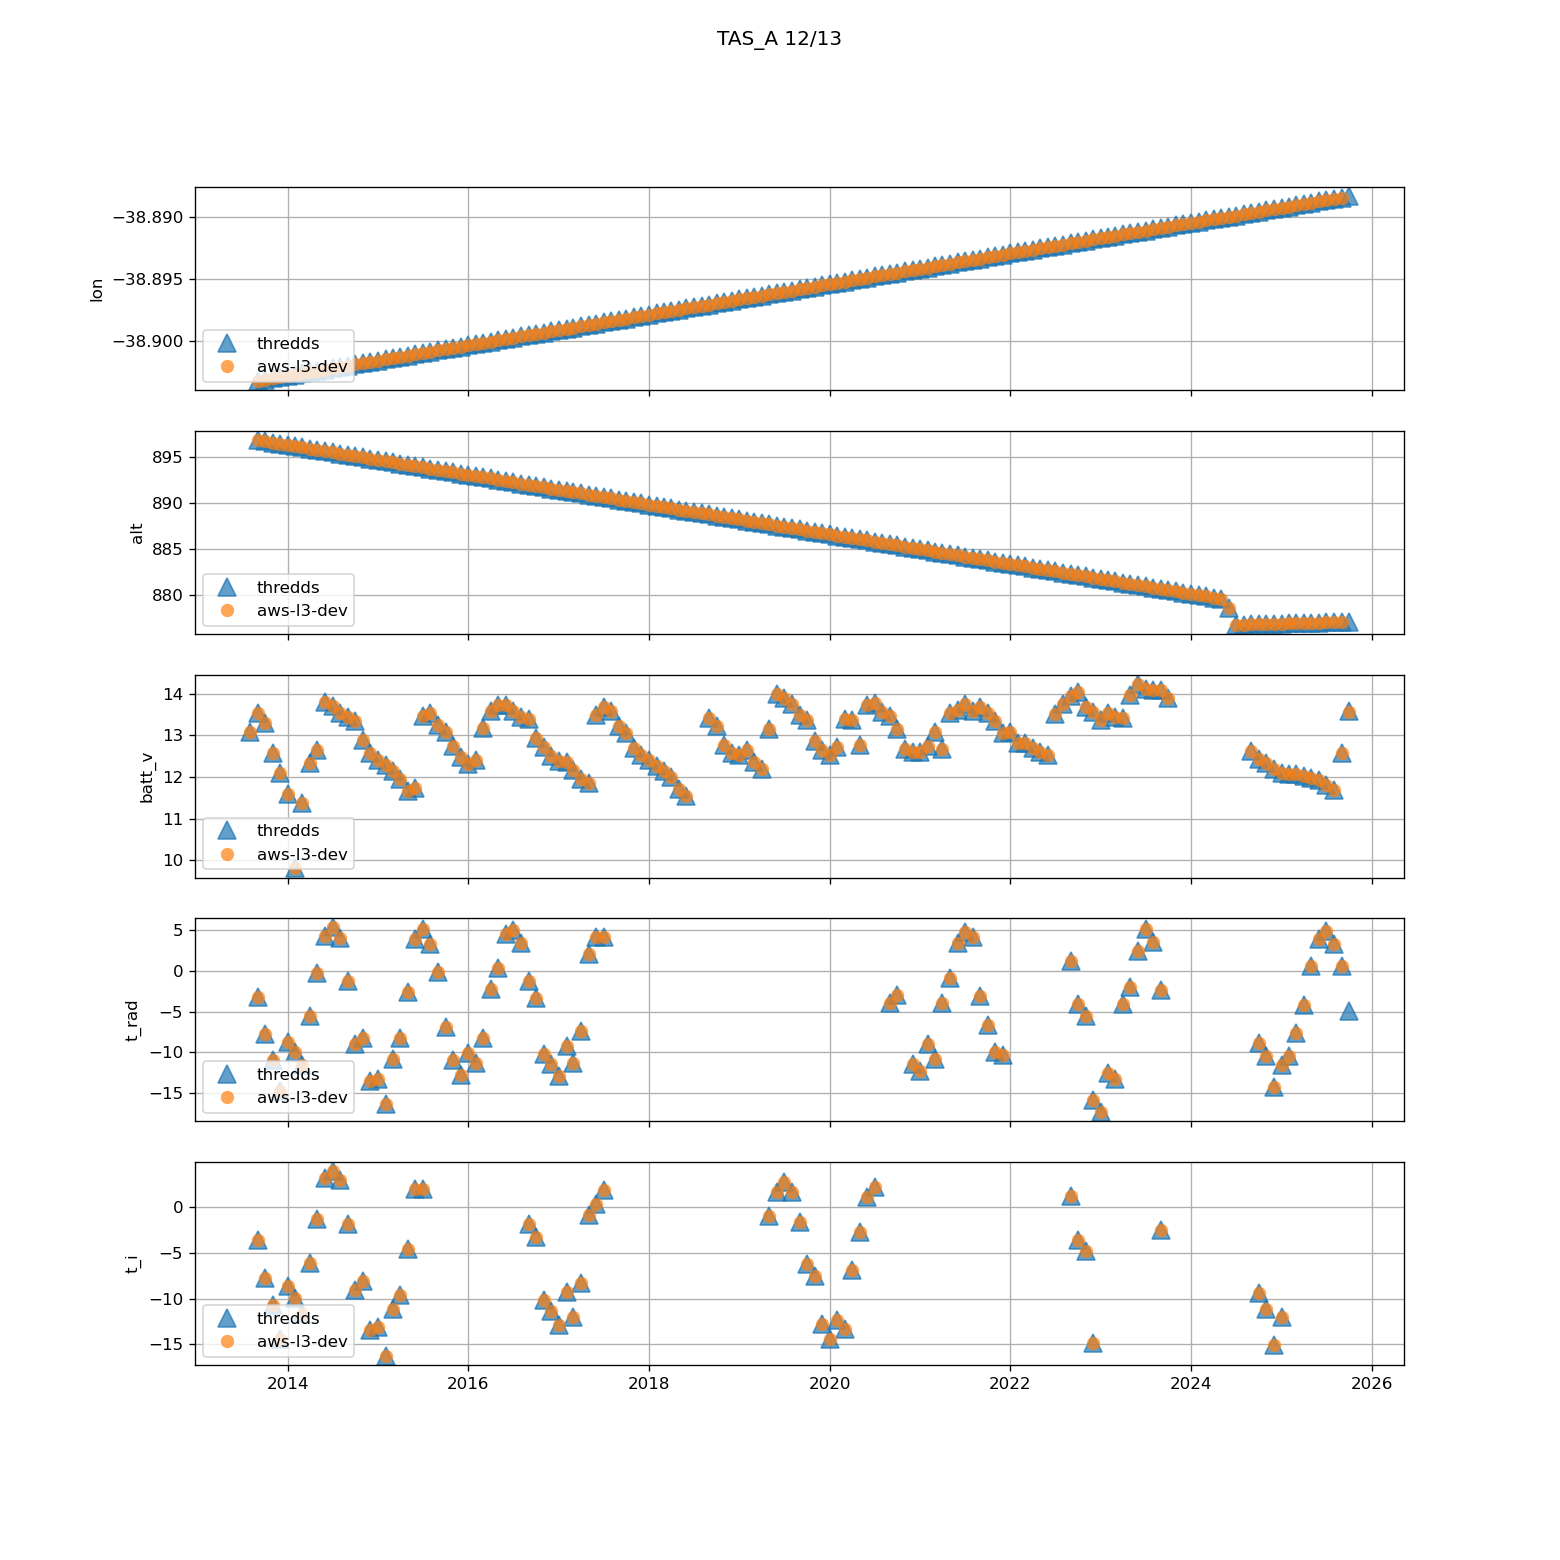 TAS_A 12/13
lon
−38.890
−38.895
−38.900
thredds
aws-l3-dev
alt
895
890
885
880
thredds
aws-l3-dev
batt_v
14
13
12
11
10
thredds
aws-l3-dev
t_rad
5
0
−5
−10
−15
thredds
aws-l3-dev
t_i
0
−5
−10
−15
thredds
aws-l3-dev
2014 2016 2018 2020 2022 2024 2026